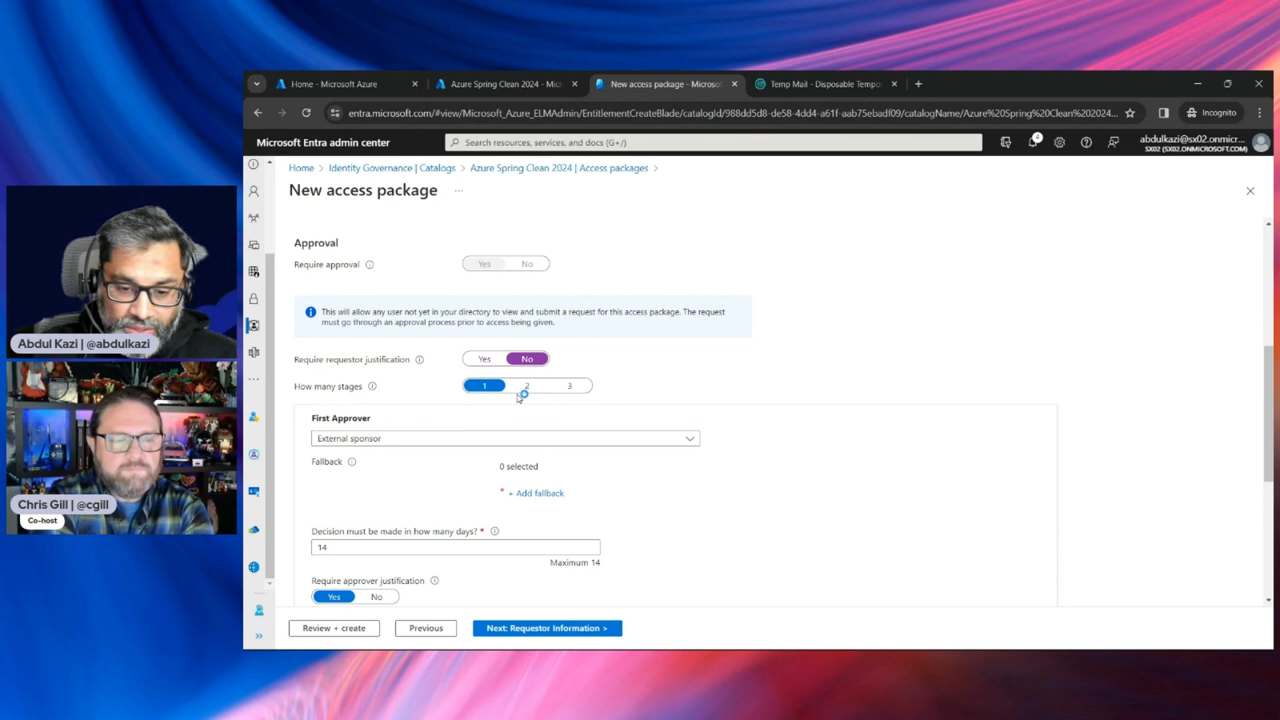 Home - Microsoft Azure
Azure Spring Clean 2024 - Micr
New access package - Microsof
Temp Mail - Disposable Tempo
entra.microsoft.com/#view/Microsoft_Azure_ELMAdmin/EntitlementCreateBlade/catalogId/988dd5d8-de58-4dd4-a61f-aab75ebadf09/catalogName/Azure%20Spring%20Clean%202024...
Incognito
Microsoft Entra admin center
Search resources, services, and docs (G+/)
4
abdulkazi@sx02.onmicr...
SX02 (SX02.ONMICROSOFT.COM)
Home > Identity Governance | Catalogs > Azure Spring Clean 2024 | Access packages >
New access package ...
Approval
Require approval
Yes No
This will allow any user not yet in your directory to view and submit a request for this access package. The request
must go through an approval process prior to access being given.
Require requestor justification
Yes No
How many stages
1 2 3
First Approver
External sponsor
Fallback
0 selected
* + Add fallback
Decision must be made in how many days? *
14
Maximum 14
Require approver justification
Yes No
Review + create
Previous
Next: Requestor Information >
Abdul Kazi | @abdulkazi
Chris Gill | @cgill
Co-host